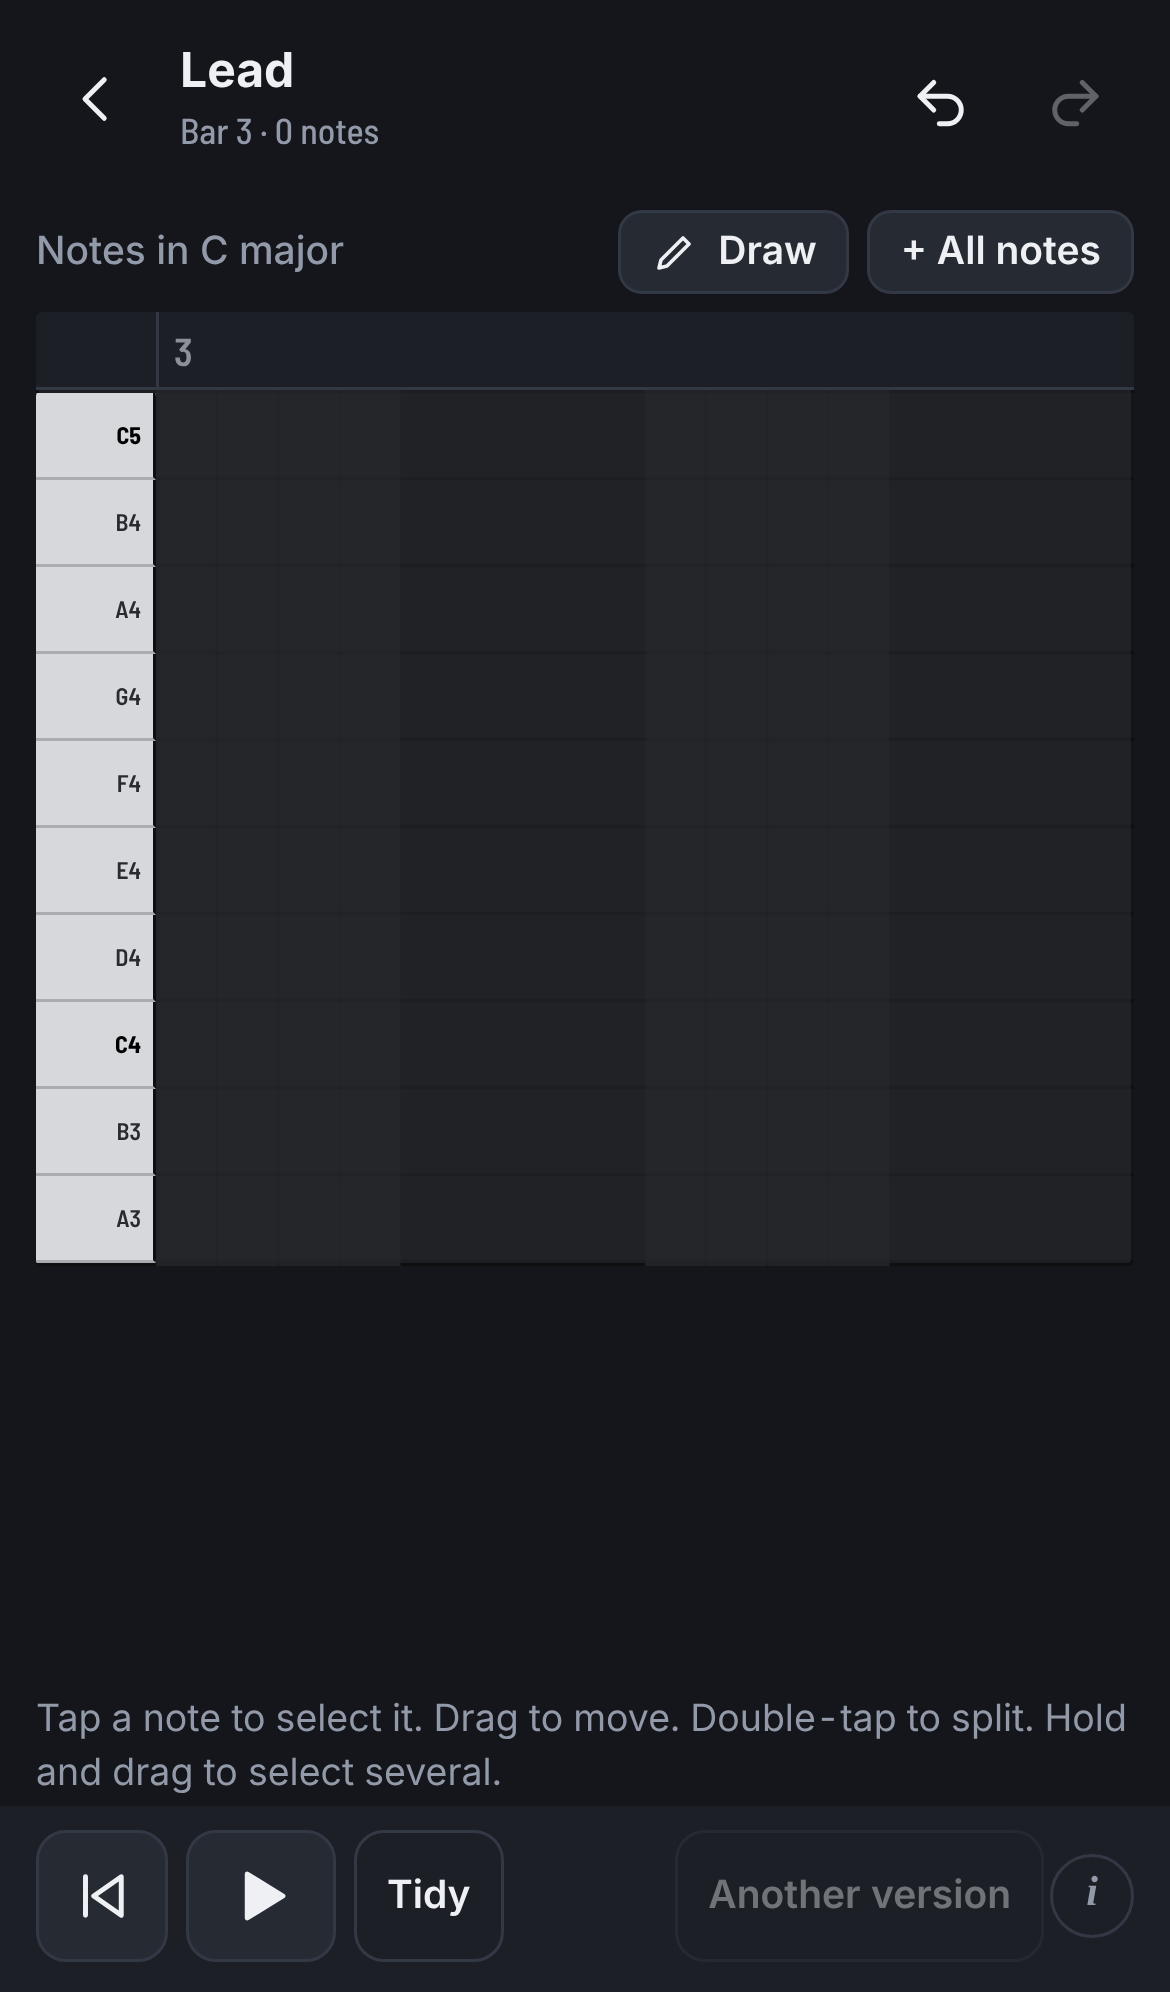 Lead
Bar 3 · 0 notes
Notes in C major
Draw
+ All notes
3
C5
B4
A4
G4
F4
E4
D4
C4
B3
A3
Tap a note to select it. Drag to move. Double-tap to split. Hold
and drag to select several.
Tidy
Another version
i